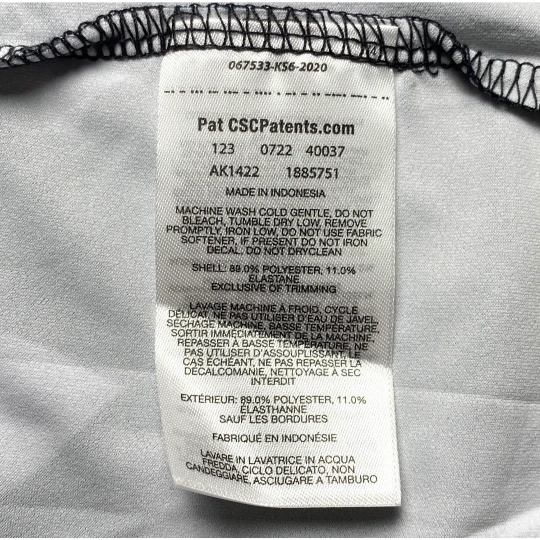 067533-KS6-2020
Pat CSCPatents.com
123 0722 40037
AK1422 1885751
MADE IN INDONESIA
MACHINE WASH COLD GENTLE, DO NOT
BLEACH, TUMBLE DRY LOW, REMOVE
PROMPTLY, IRON LOW, DO NOT USE FABRIC
SOFTENER, IF PRESENT DO NOT IRON
DECAL, DO NOT DRYCLEAN
SHELL: 89.0% POLYESTER, 11.0%
ELASTANE
EXCLUSIVE OF TRIMMING
LAVAGE MACHINE À FROID, CYCLE
DÉLICAT, NE PAS UTILISER D'EAU DE JAVEL,
SÉCHAGE MACHINE, BASSE TEMPÉRATURE,
SORTIR IMMÉDIATEMENT DE LA MACHINE,
REPASSER À BASSE TEMPÉRATURE, NE
PAS UTILISER D'ASSOUPLISSANT, LE
CAS ÉCHÉANT, NE PAS REPASSER LA
DÉCALCOMANIE, NETTOYAGE A SEC
INTERDIT
EXTÉRIEUR: 89.0% POLYESTER, 11.0%
ÉLASTHANNE
SAUF LES BORDURES
FABRIQUÉ EN INDONÉSIE
LAVARE IN LAVATRICE IN ACQUA
FREDDA, CICLO DELICATO, NON
CANDEGGIARE, ASCIUGARE A TAMBURO